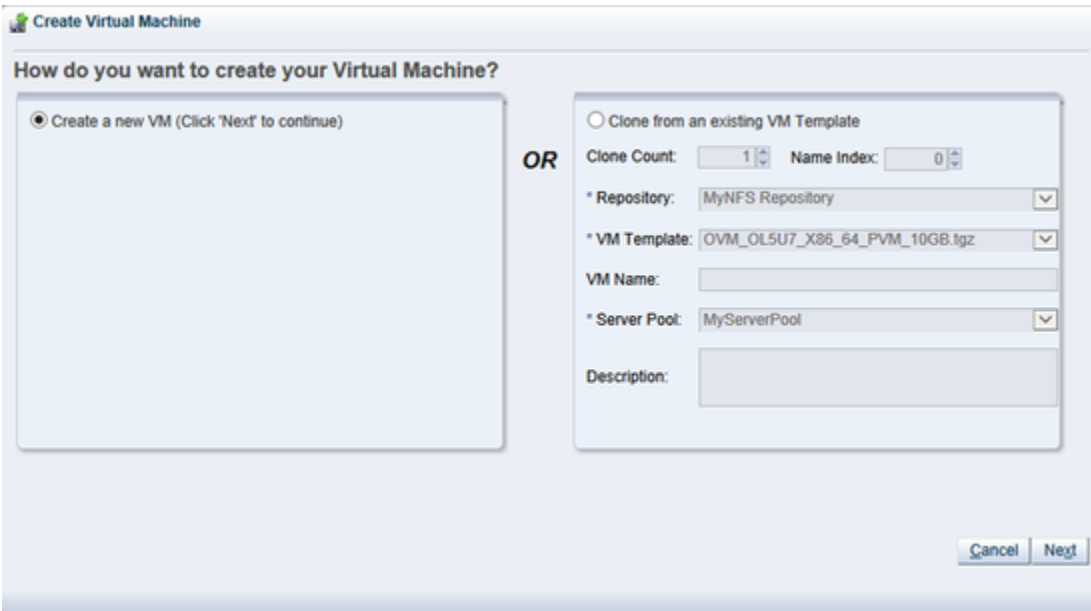 Create Virtual Machine
How do you want to create your Virtual Machine?
Create a new VM (Click 'Next' to continue)
OR
Clone from an existing VM Template
Clone Count: 1 Name Index: 0
* Repository: MyNFS Repository
* VM Template: OVM_OL5U7_X86_64_PVM_10GB.tgz
VM Name:
* Server Pool: MyServerPool
Description:
Cancel Next